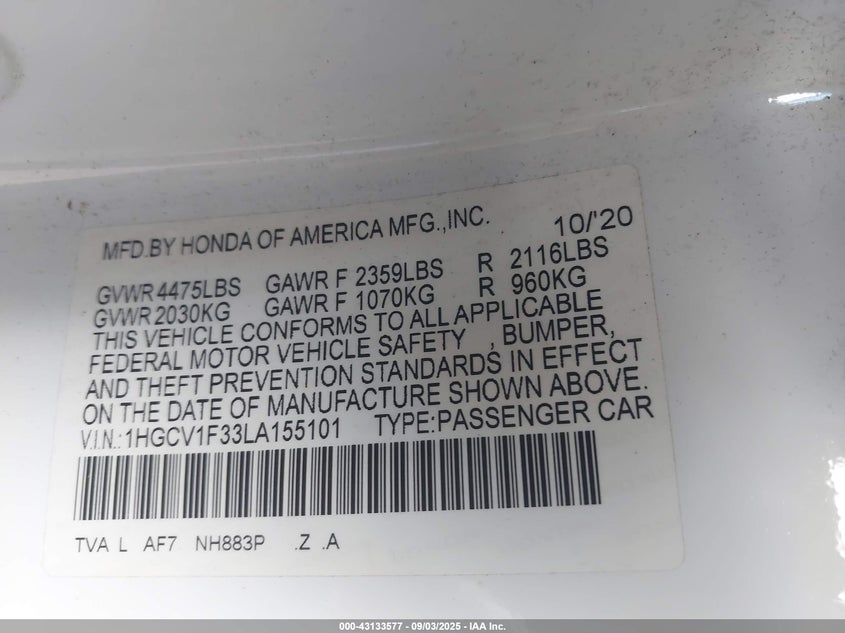 MFD.BY HONDA OF AMERICA MFG.,INC. 10/'20
GVWR 4475LBS GAWR F 2359LBS R 2116LBS
GVWR 2030KG GAWR F 1070KG R 960KG
THIS VEHICLE CONFORMS TO ALL APPLICABLE
FEDERAL MOTOR VEHICLE SAFETY , BUMPER,
AND THEFT PREVENTION STANDARDS IN EFFECT
ON THE DATE OF MANUFACTURE SHOWN ABOVE.
V.I.N.:1HGCV1F33LA155101 TYPE:PASSENGER CAR
TVA L AF7 NH883P .Z .A
000-43133577 - 09/03/2025 - IAA Inc.